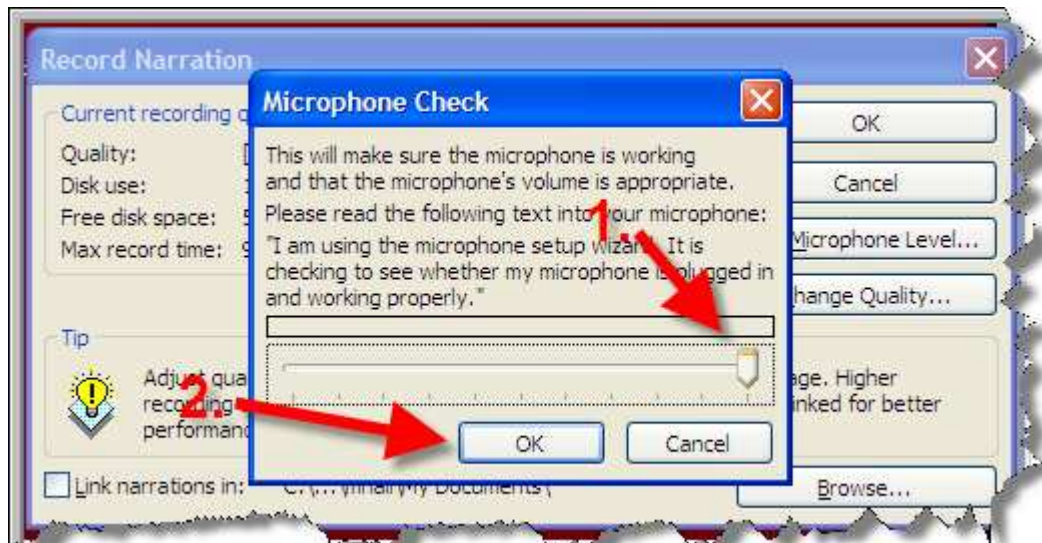 Record Narration
Microphone Check
Current recording
Quality:
Disk use:
Free disk space:
Max record time:
This will make sure the microphone is working
and that the microphone's volume is appropriate.
Please read the following text into your microphone:
"I am using the microphone setup wizard. It is
checking to see whether my microphone is plugged in
and working properly."
1.
OK
Cancel
Microphone Level...
Change Quality...
Tip
Adjust
recording
2.
age. Higher
inked for better
OK
Cancel
Link narrations in:
Browse...